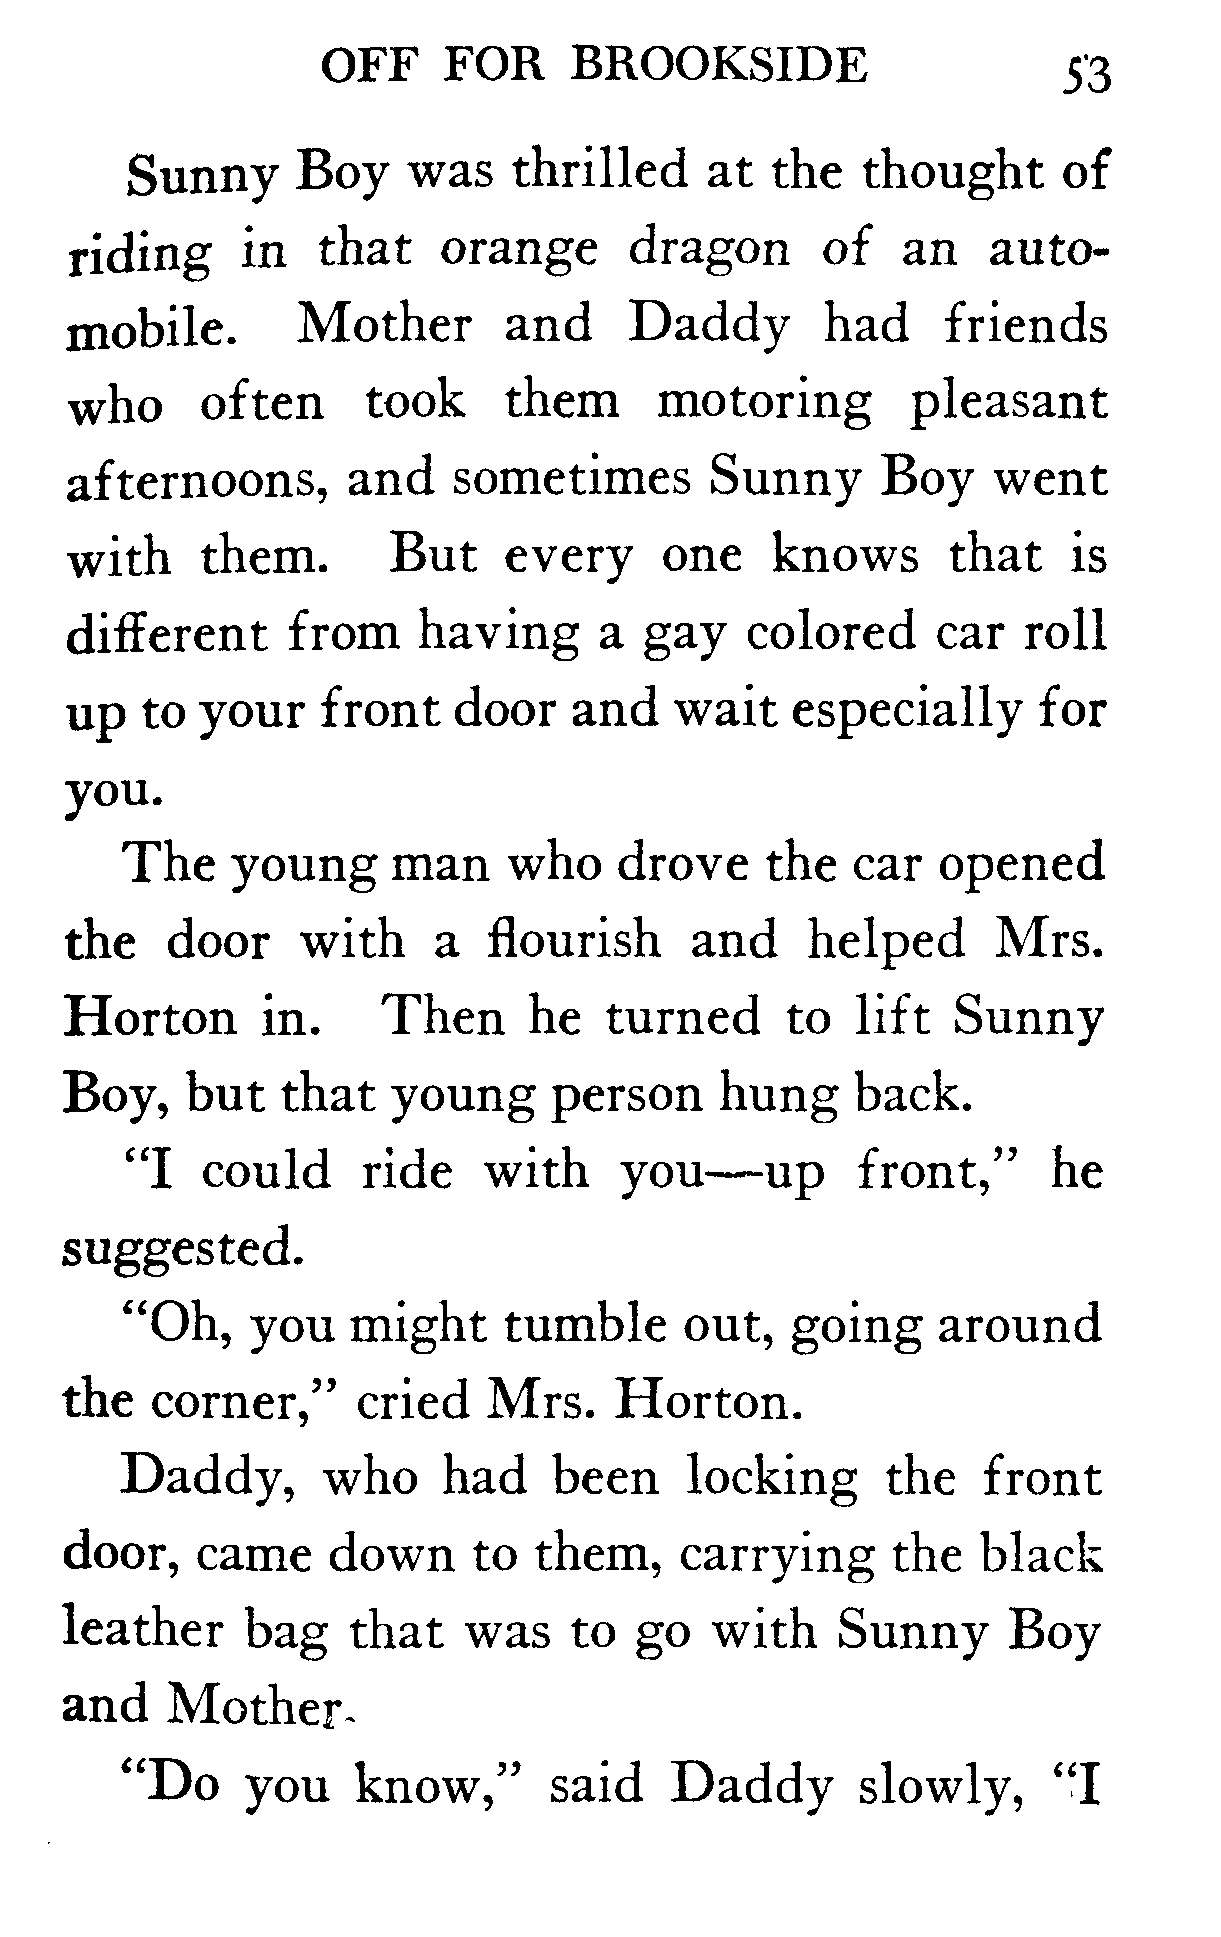 OFF FOR BROOKSIDE 53
Sunny Boy was thrilled at the thought of
riding in that orange dragon of an auto-
mobile. Mother and Daddy had friends
who often took them motoring pleasant
afternoons, and sometimes Sunny Boy went
with them. But every one knows that is
different from having a gay colored car roll
up to your front door and wait especially for
you.
The young man who drove the car opened
the door with a flourish and helped Mrs.
Horton in. Then he turned to lift Sunny
Boy, but that young person hung back.
“I could ride with you—up front,” he
suggested.
“Oh, you might tumble out, going around
the corner,” cried Mrs. Horton.
Daddy, who had been locking the front
door, came down to them, carrying the black
leather bag that was to go with Sunny Boy
and Mother.
“Do you know,” said Daddy slowly, “I